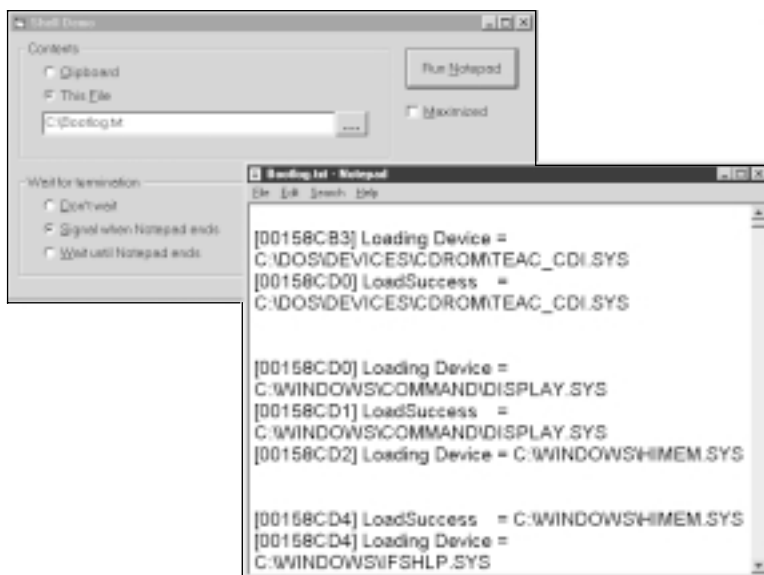 Shell Demo
Contents
Clipboard
This File
C:\Bootlog.txt
...
Run Notepad
Maximized
Wait for termination
Don't wait
Signal when Notepad ends
Wait until Notepad ends
Bootlog.txt - Notepad
File Edit Search Help
[00158CB3] Loading Device =
C:\DOS\DEVICES\CDROM\TEAC_CDI.SYS
[00158CD0] LoadSuccess =
C:\DOS\DEVICES\CDROM\TEAC_CDI.SYS
[00158CD0] Loading Device =
C:\WINDOWS\COMMAND\DISPLAY.SYS
[00158CD1] LoadSuccess =
C:\WINDOWS\COMMAND\DISPLAY.SYS
[00158CD2] Loading Device = C:\WINDOWS\HIMEM.SYS
[00158CD4] LoadSuccess = C:\WINDOWS\HIMEM.SYS
[00158CD4] Loading Device =
C:\WINDOWS\IFSHLP.SYS